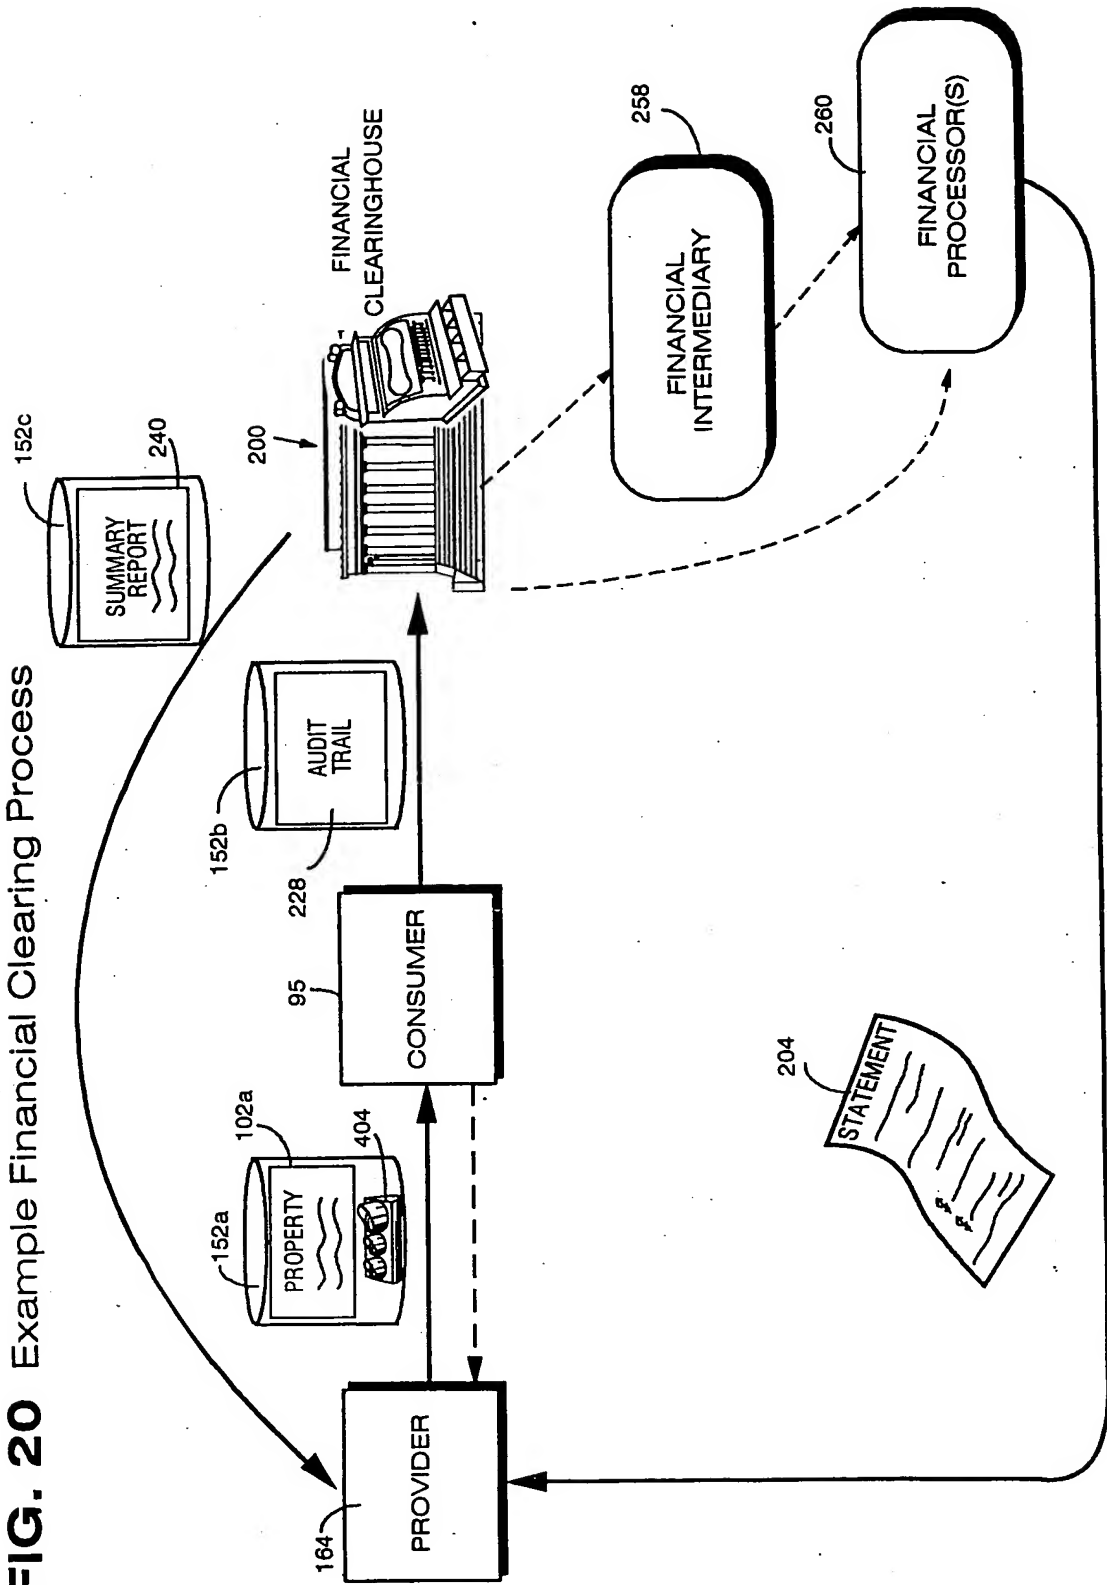 FIG. 20 Example Financial Clearing Process
152c
SUMMARY
REPORT
240
200
FINANCIAL
CLEARINGHOUSE
152b
AUDIT
TRAIL
228
152a
PROPERTY
102a
404
164
PROVIDER
95
CONSUMER
258
FINANCIAL
INTERMEDIARY
260
FINANCIAL
PROCESSOR(S)
204
STATEMENT